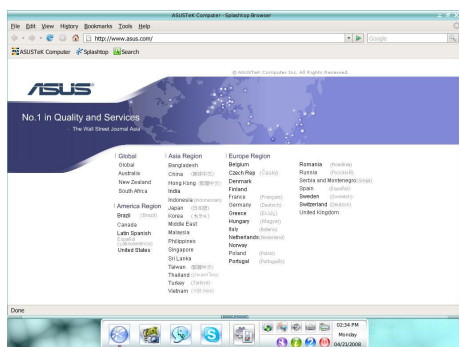 ASUSTeK Computer - Splashtop Browser
File Edit View History Bookmarks Tools Help
http://www.asus.com/
Google
ASUSTeK Computer Splashtop Search
© ASUSTeK Computer Inc. All Rights Reserved.
ASUS
No.1 in Quality and Services
The Wall Street Journal Asia
Global
Global
Australia
New Zealand
South Africa
America Region
Brazil (Brasil)
Canada
Latin Spanish
United States
Asia Region
Bangladesh
China
Hong Kong
India
Indonesia
Japan (日本語)
Korea
Middle East
Malaysia
Philippines
Singapore
Sri Lanka
Taiwan
Thailand
Turkey
Vietnam
Europe Region
Belgium
Czech Rep
Denmark
Finland
France (Français)
Germany (Deutsch)
Greece
Hungary (Magyar)
Italy (Italiano)
Netherlands (Nederland)
Norway
Poland (Polski)
Portugal (Português)
Romania
Russia
Serbia and Montenegro
Spain (Español)
Sweden (Svenska)
Switzerland (Deutsch)
United Kingdom
Done
02:34 PM
Monday
04/21/2008